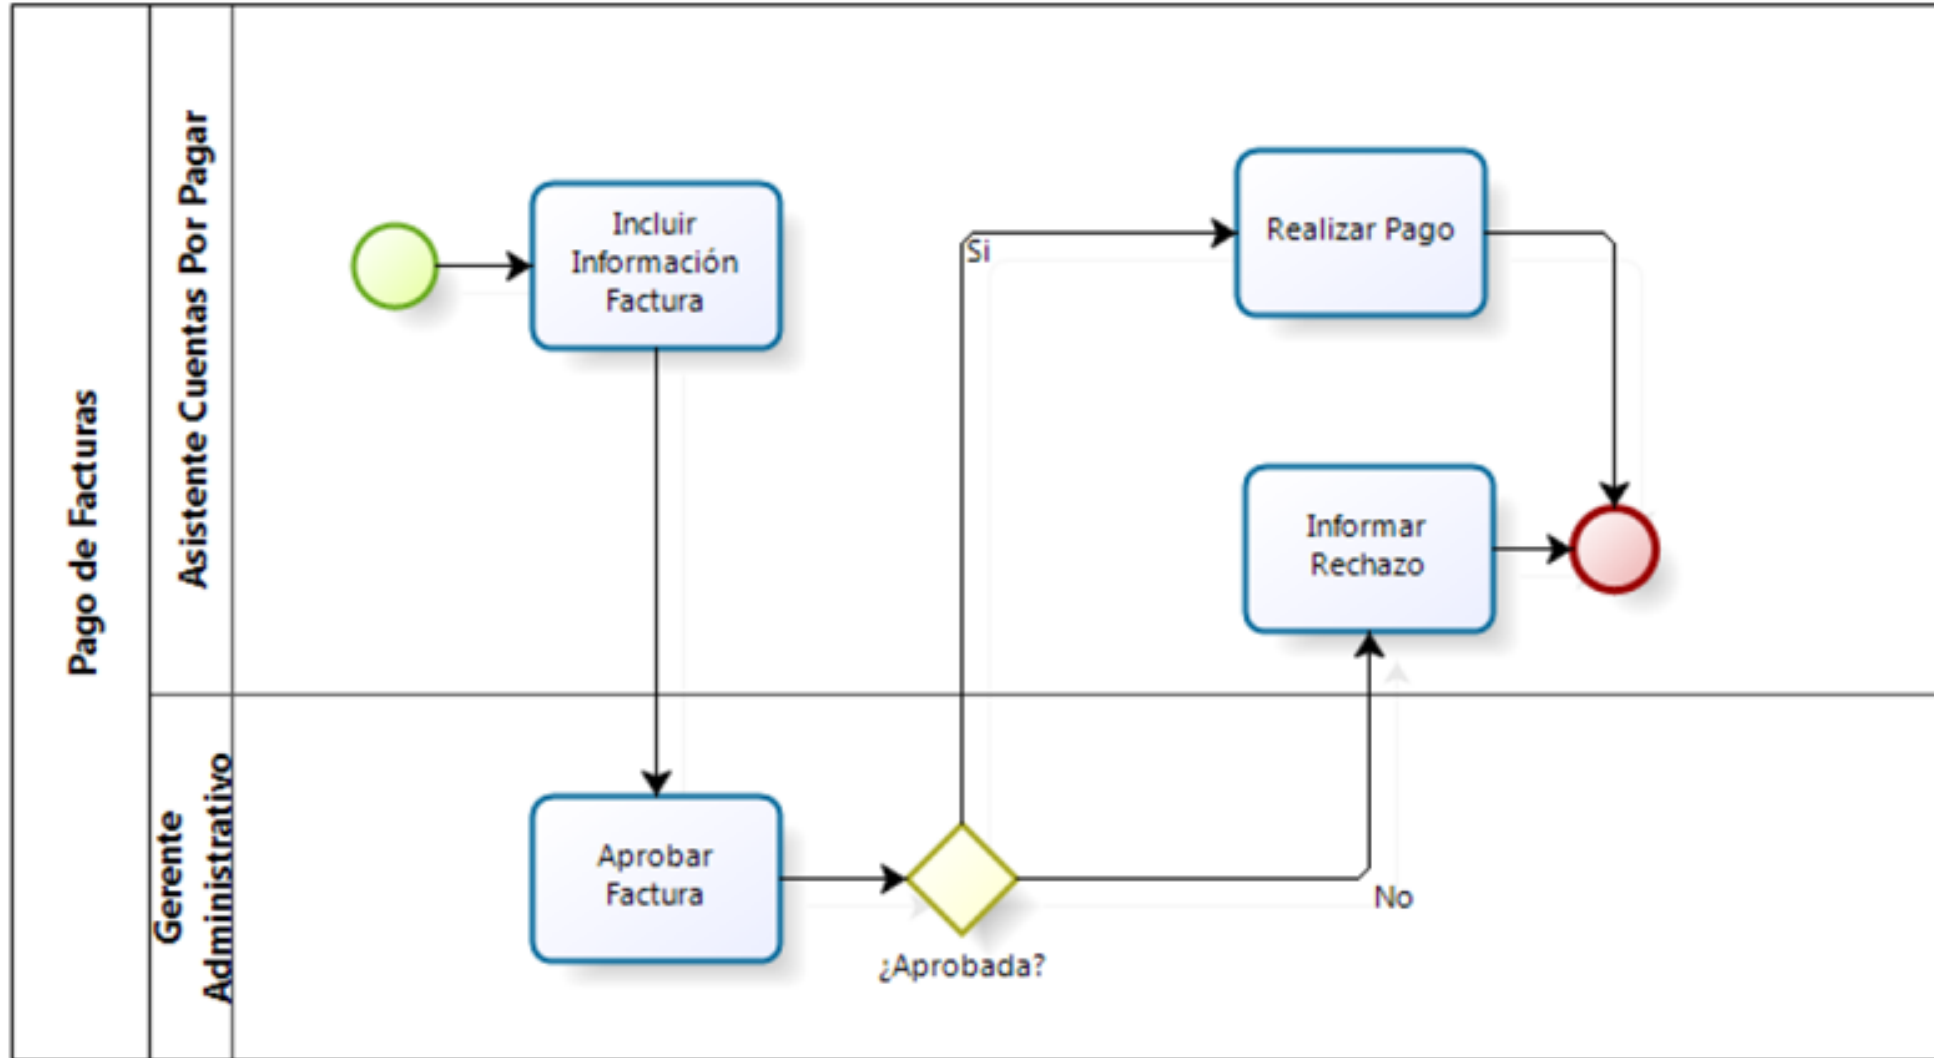 Pago de Facturas
Asistente Cuentas Por Pagar
Incluir
Información
Factura
Si
Realizar Pago
Informar
Rechazo
Gerente
Administrativo
Aprobar
Factura
¿Aprobada?
No